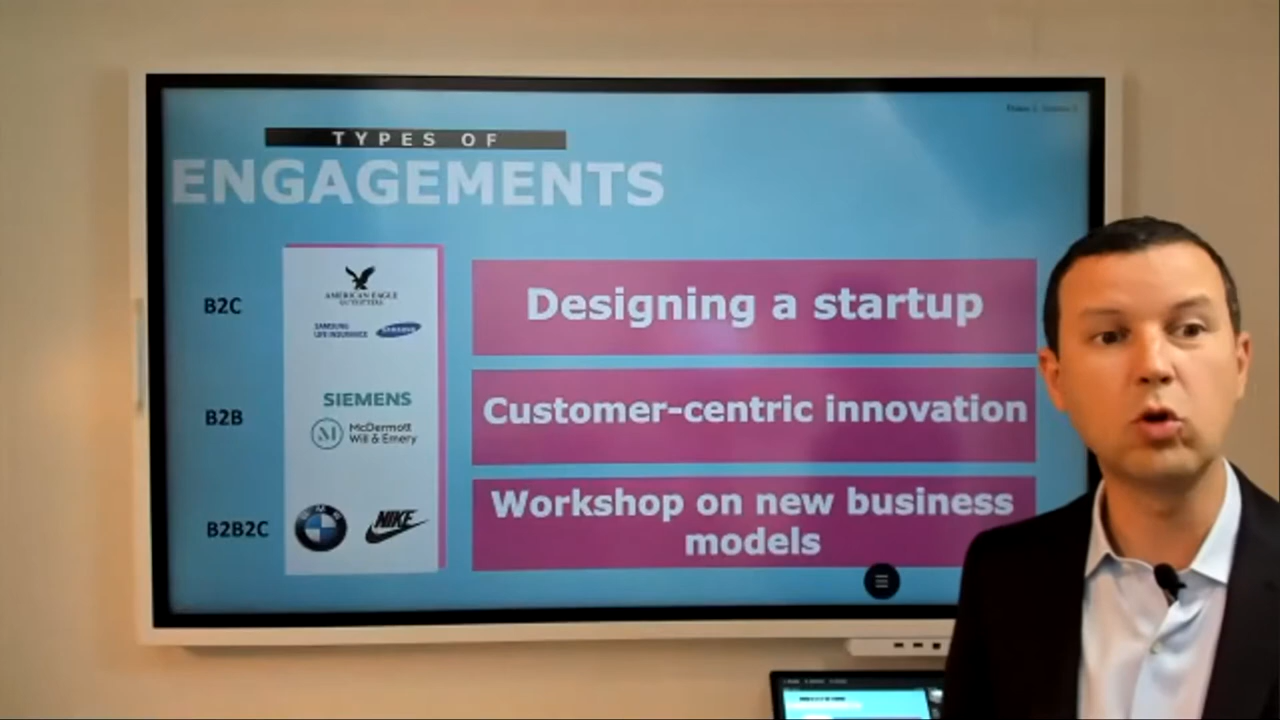 TYPES OF
ENGAGEMENTS
B2C
AMERICAN EAGLE
OUTFITTERS
SAMSUNG
LIFE INSURANCE
SAMSUNG
Designing a startup
B2B
SIEMENS
M
McDermott
Will & Emery
Customer-centric innovation
B2B2C
BMW
NIKE
Workshop on new business
models